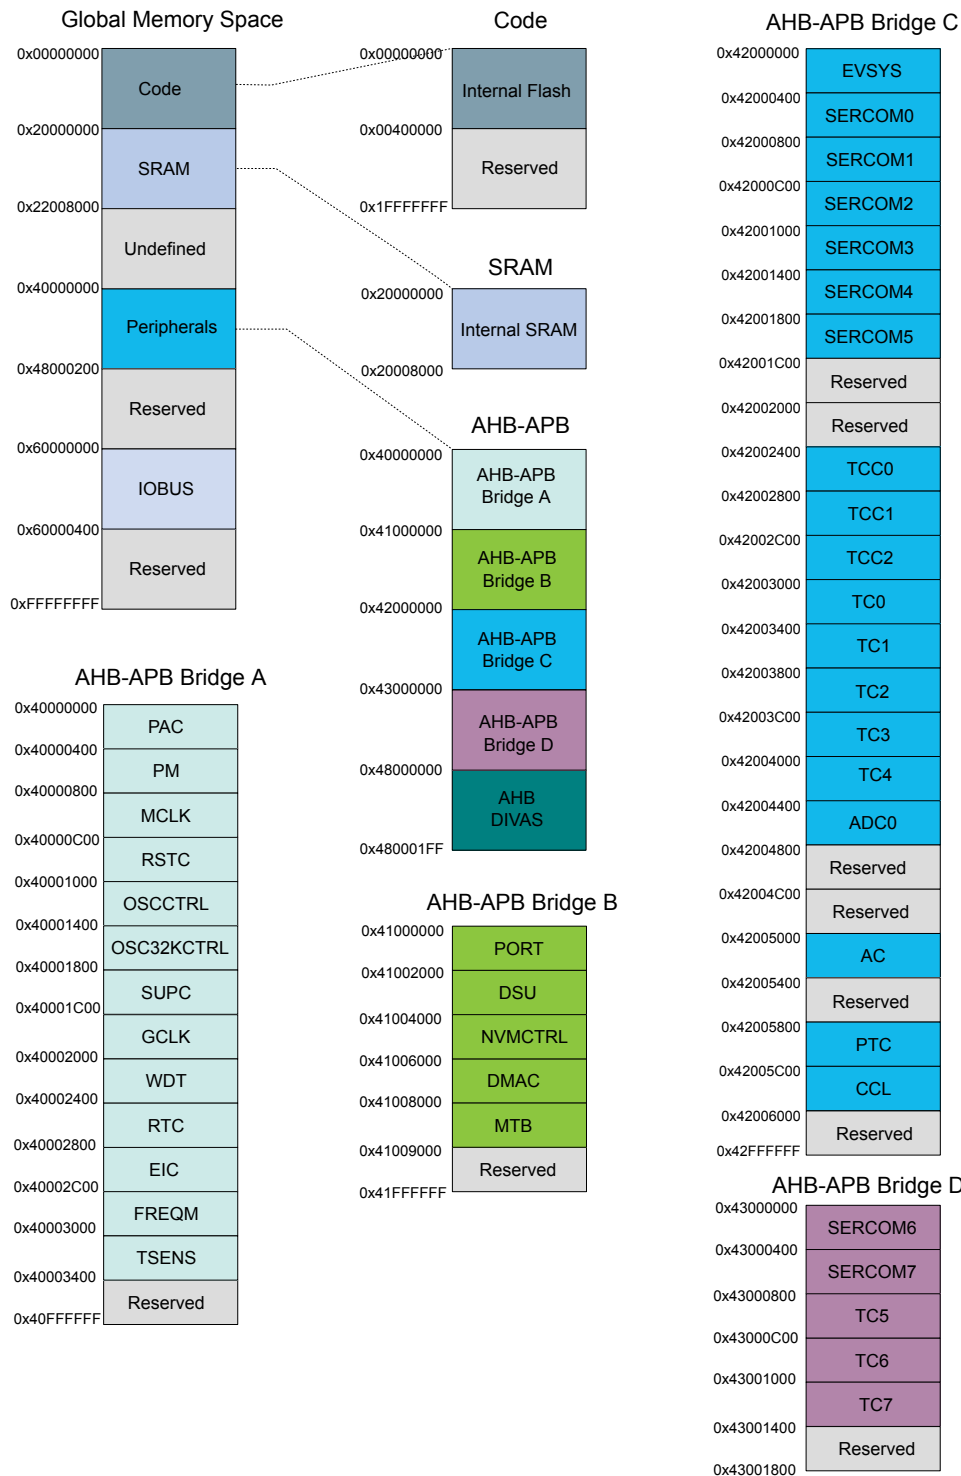 Global Memory Space
0x00000000
Code
0x20000000
SRAM
0x22008000
Undefined
0x40000000
Peripherals
0x48000200
Reserved
0x60000000
IOBUS
0x60000400
Reserved
0xFFFFFFFF
Code
0x00000000
Internal Flash
0x00400000
Reserved
0x1FFFFFFF
SRAM
0x20000000
Internal SRAM
0x20008000
AHB-APB
0x40000000
AHB-APB
Bridge A
0x41000000
AHB-APB
Bridge B
0x42000000
AHB-APB
Bridge C
0x43000000
AHB-APB
Bridge D
0x48000000
AHB
DIVAS
0x480001FF
AHB-APB Bridge A
0x40000000
PAC
0x40000400
PM
0x40000800
MCLK
0x40000C00
RSTC
0x40001000
OSCCTRL
0x40001400
OSC32KCTRL
0x40001800
SUPC
0x40001C00
GCLK
0x40002000
WDT
0x40002400
RTC
0x40002800
EIC
0x40002C00
FREQM
0x40003000
TSENS
0x40003400
Reserved
0x40FFFFFF
AHB-APB Bridge B
0x41000000
PORT
0x41002000
DSU
0x41004000
NVMCTRL
0x41006000
DMAC
0x41008000
MTB
0x41009000
Reserved
0x41FFFFFF
AHB-APB Bridge C
0x42000000
EVSYS
0x42000400
SERCOM0
0x42000800
SERCOM1
0x42000C00
SERCOM2
0x42001000
SERCOM3
0x42001400
SERCOM4
0x42001800
SERCOM5
0x42001C00
Reserved
0x42002000
Reserved
0x42002400
TCC0
0x42002800
TCC1
0x42002C00
TCC2
0x42003000
TC0
0x42003400
TC1
0x42003800
TC2
0x42003C00
TC3
0x42004000
TC4
0x42004400
ADC0
0x42004800
Reserved
0x42004C00
Reserved
0x42005000
AC
0x42005400
Reserved
0x42005800
PTC
0x42005C00
CCL
0x42006000
Reserved
0x42FFFFFF
AHB-APB Bridge D
0x43000000
SERCOM6
0x43000400
SERCOM7
0x43000800
TC5
0x43000C00
TC6
0x43001000
TC7
0x43001400
Reserved
0x43001800